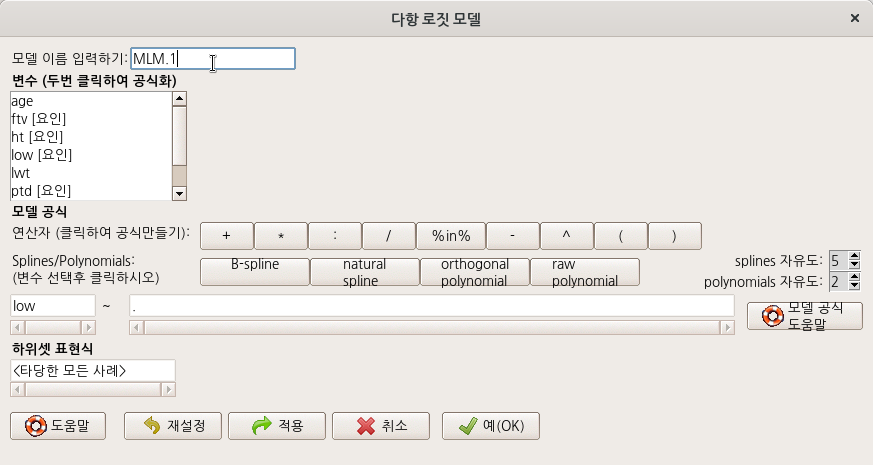 다항 로짓 모델
모델 이름 입력하기: MLM.1
변수 (두번 클릭하여 공식화)
age
ftv [요인]
ht [요인]
low [요인]
lwt
ptd [요인]
모델 공식
연산자 (클릭하여 공식만들기): + * : / %in% - ^ ( )
Splines/Polynomials:
(변수 선택후 클릭하시오)
B-spline
natural
spline
orthogonal
polynomial
raw
polynomial
splines 자유도: 5
polynomials 자유도: 2
low ~ .
모델 공식
도움말
하위셋 표현식
<타당한 모든 사례>
도움말 재설정 적용 취소 예(OK)